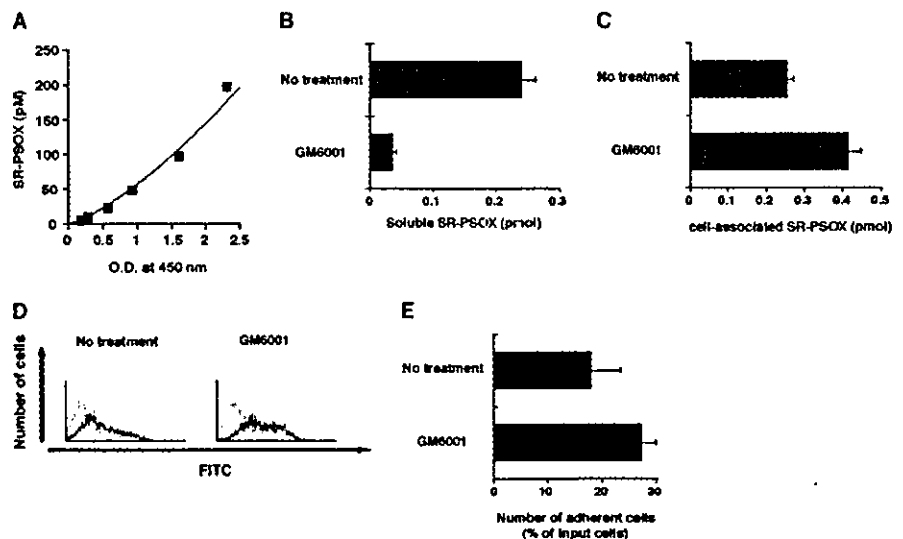 A
SR-PSOX (pM)
250
200
150
100
50
0
0 0.5 1 1.5 2 2.5
O.D. at 450 nm
B
No treatment
GM6001
0 0.1 0.2 0.3
Soluble SR-PSOX (pmol)
C
No treatment
GM6001
0 0.1 0.2 0.3 0.4 0.5
cell-associated SR-PSOX (pmol)
D
No treatment GM6001
Number of cells
FITC
E
No treatment
GM6001
0 10 20 30
Number of adherent cells
(% of input cells)